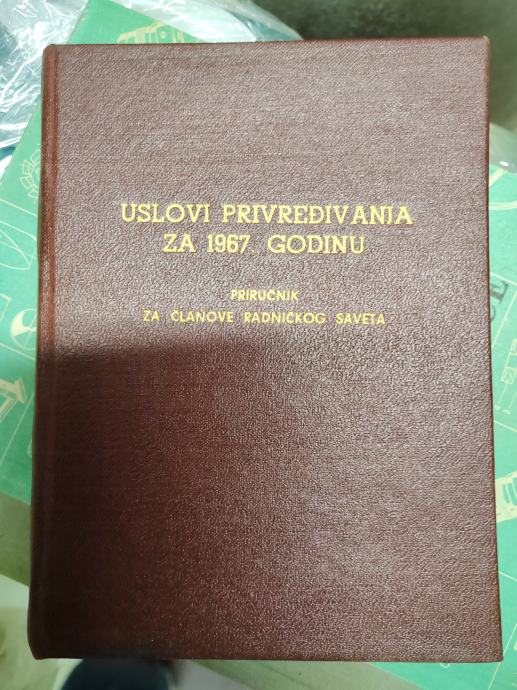 USLOVI PRIVREĐIVANJA
ZA 1967. GODINU
PRIRUČNIK
ZA ČLANOVE RADNIČKOG SAVETA